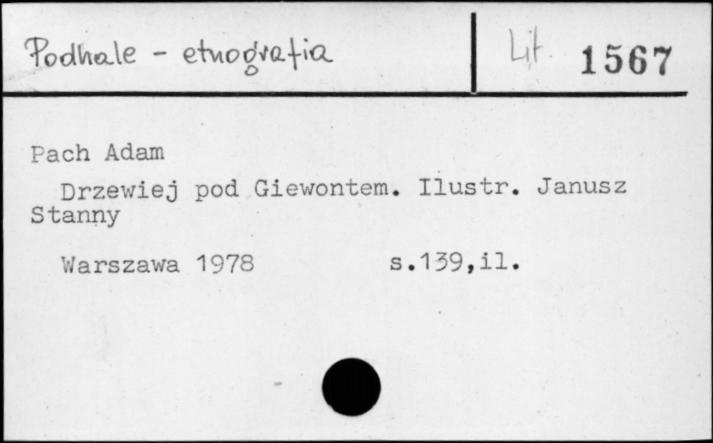 Podhale - etnografia
Lit. 1567
Pach Adam
Drzewiej pod Giewontem. Ilustr. Janusz
Stanny
Warszawa 1978 s.139,il.